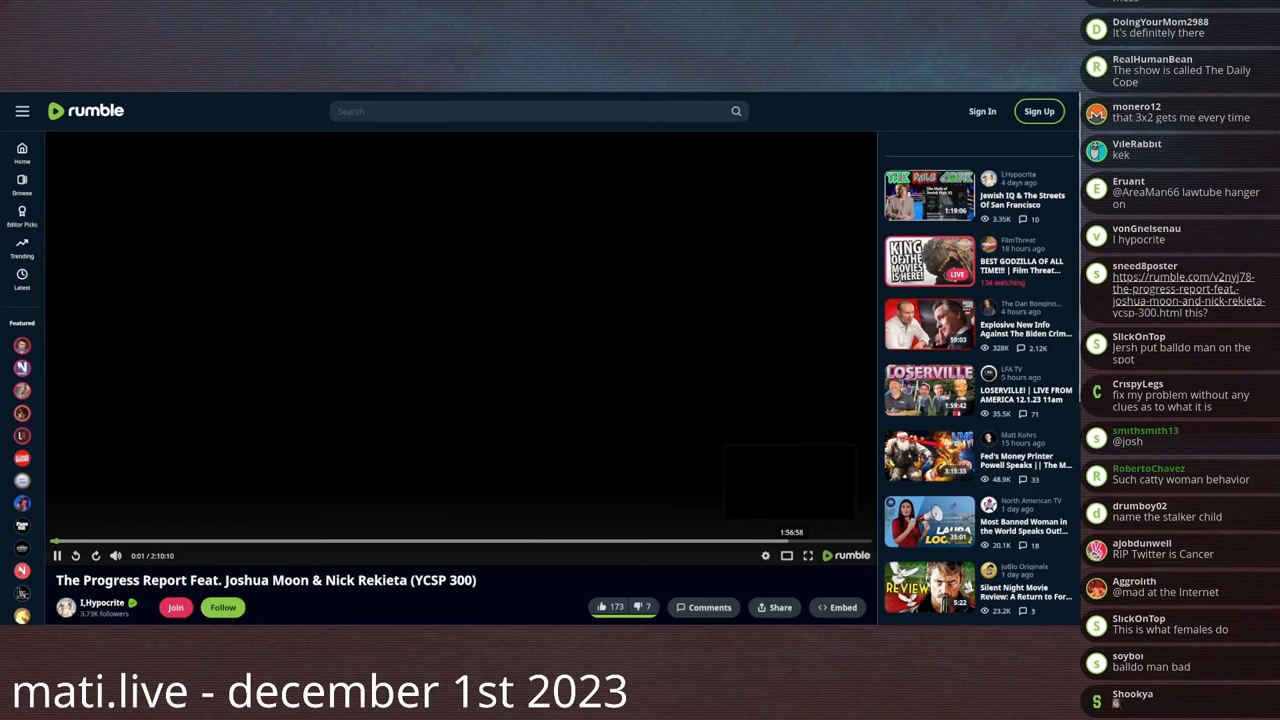 rumble
Search
Sign In
Sign Up
Home
Browse
Editor Picks
Trending
Latest
Featured
1:56:58
0:01 / 2:10:10
rumble
The Progress Report Feat. Joshua Moon & Nick Rekieta (YCSP 300)
I,Hypocrite
3.73K followers
Join
Follow
173
7
Comments
Share
Embed
THE DAILY COPE
1:19:06
I,Hypocrite
4 days ago
Jewish IQ & The Streets
Of San Francisco
3.35K
10
KING
OF THE
MOVIES
IS HERE!
LIVE
FilmThreat
18 hours ago
BEST GODZILLA OF ALL
TIME!!! | Film Threat...
134 watching
59:03
The Dan Bongino...
4 hours ago
Explosive New Info
Against The Biden Crim...
328K
2.12K
LOSERVILLE
1:59:42
LFA TV
5 hours ago
LOSERVILLE! | LIVE FROM
AMERICA 12.1.23 11am
35.5K
71
3:15:35
Matt Kohrs
15 hours ago
Fed's Money Printer
Powell Speaks || The M...
48.9K
33
35:01
North American TV
1 day ago
Most Banned Woman in
the World Speaks Out!...
20.1K
11
REVIEW
5:22
JoBlo Originals
1 day ago
Silent Night Movie
Review: A Return to For...
23.2K
3
DoIngYourMom2988
It's definitely there
RealHumanBean
The show is called The Daily
Cope
monero12
that 3x2 gets me every time
VileRabbit
kek
Eruant
@AreaMan66 lawtube hanger
on
vonGneisenau
I hypocrite
sneed8poster
https://rumble.com/v2nyj78-
the-progress-report-feat.-
joshua-moon-and-nick-rekieta-
ycsp-300.html this?
SlickOnTop
Jersh put balldo man on the
spot
CrispyLegs
fix my problem without any
clues as to what it is
smithsmith13
@josh
RobertoChavez
Such catty woman behavior
drumboy02
name the stalker child
ajobdunwell
RIP Twitter is Cancer
Aggrolith
@mad at the Internet
SlickOnTop
This is what females do
soyboi
balldo man bad
Shookya
mati.live - december 1st 2023